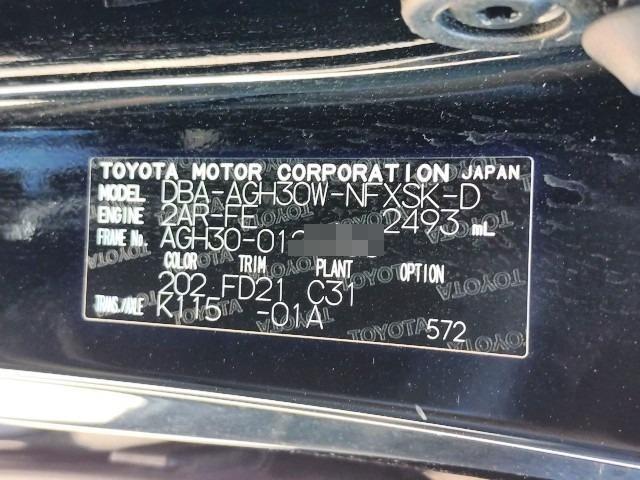 TOYOTA MOTOR CORPORATION JAPAN
MODEL DBA-AGH30W-NFXSK-D
ENGINE 2AR-FE 2493 mL
FRAME No. AGH30-01
COLOR TRIM PLANT OPTION
202 FD21 C31
TRANS./AXLE K115 -01A
572